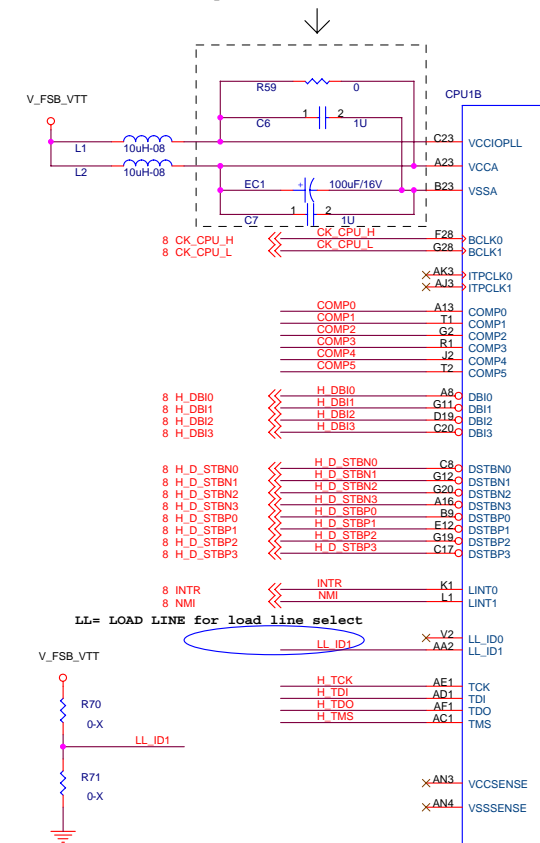 R59 0
CPU1B
V_FSB_VTT
1 2
C6 1U
C23 VCCIOPLL
L1 10uH-08
A23 VCCA
L2 10uH-08
EC1 + 100uF/16V B23 VSSA
1 2
C7 1U
8 CK_CPU_H CK_CPU_H F28 BCLK0
8 CK_CPU_L CK_CPU_L G28 BCLK1
AK3 ITPCLK0
AJ3 ITPCLK1
COMP0 A13 COMP0
COMP1 T1 COMP1
COMP2 G2 COMP2
COMP3 R1 COMP3
COMP4 J2 COMP4
COMP5 T2 COMP5
8 H_DBI0 H_DBI0 A8 DBI0
8 H_DBI1 H_DBI1 G11 DBI1
8 H_DBI2 H_DBI2 D19 DBI2
8 H_DBI3 H_DBI3 C20 DBI3
8 H_D_STBN0 H_D_STBN0 C8 DSTBN0
8 H_D_STBN1 H_D_STBN1 G12 DSTBN1
8 H_D_STBN2 H_D_STBN2 G20 DSTBN2
8 H_D_STBN3 H_D_STBN3 A16 DSTBN3
8 H_D_STBP0 H_D_STBP0 B9 DSTBP0
8 H_D_STBP1 H_D_STBP1 E12 DSTBP1
8 H_D_STBP2 H_D_STBP2 G19 DSTBP2
8 H_D_STBP3 H_D_STBP3 C17 DSTBP3
8 INTR INTR K1 LINT0
8 NMI NMI L1 LINT1
LL= LOAD LINE for load line select
V2 LL_ID0
LL_ID1 AA2 LL_ID1
V_FSB_VTT
H_TCK AE1 TCK
H_TDI AD1 TDI
H_TDO AF1 TDO
H_TMS AC1 TMS
R70
0-X
LL_ID1
R71
0-X
AN3 VCCSENSE
AN4 VSSSENSE